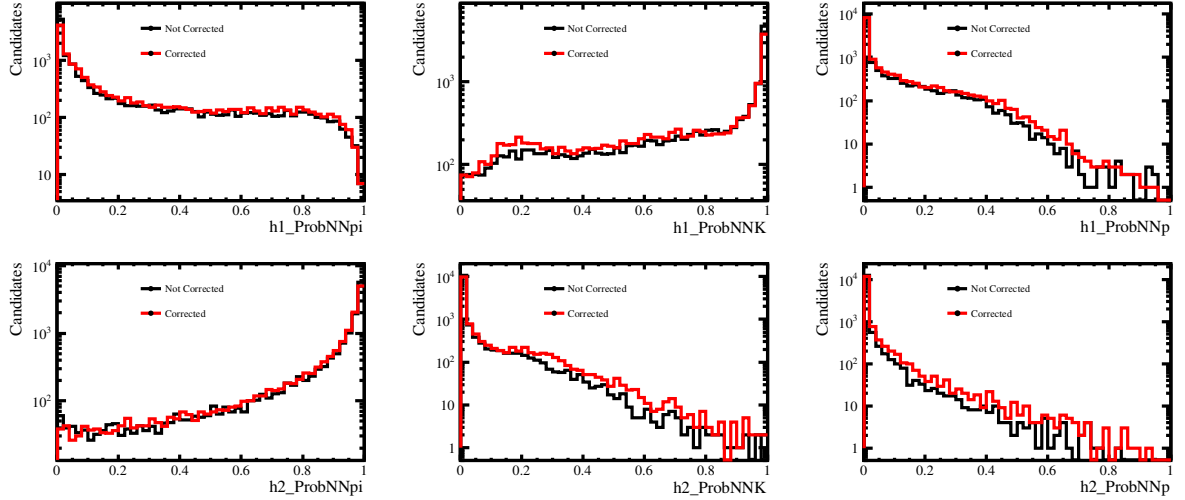 Candidates
10³
10²
10
Not Corrected
Corrected
0 0.2 0.4 0.6 0.8 1
h1_ProbNNpi
Candidates
10³
10²
Not Corrected
Corrected
0 0.2 0.4 0.6 0.8 1
h1_ProbNNK
Candidates
10⁴
10³
10²
10
1
Not Corrected
Corrected
0 0.2 0.4 0.6 0.8 1
h1_ProbNNp
Candidates
10⁴
10³
10²
Not Corrected
Corrected
0 0.2 0.4 0.6 0.8 1
h2_ProbNNpi
Candidates
10⁴
10³
10²
10
1
Not Corrected
Corrected
0 0.2 0.4 0.6 0.8 1
h2_ProbNNK
Candidates
10⁴
10³
10²
10
1
Not Corrected
Corrected
0 0.2 0.4 0.6 0.8 1
h2_ProbNNp